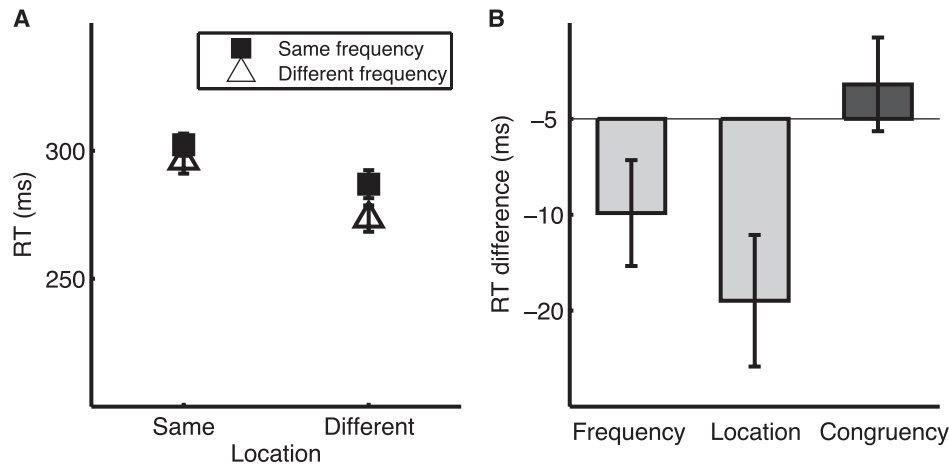 A
Same frequency
Different frequency
300
250
RT (ms)
Same
Different
Location
B
−5
−10
−20
RT difference (ms)
Frequency
Location
Congruency